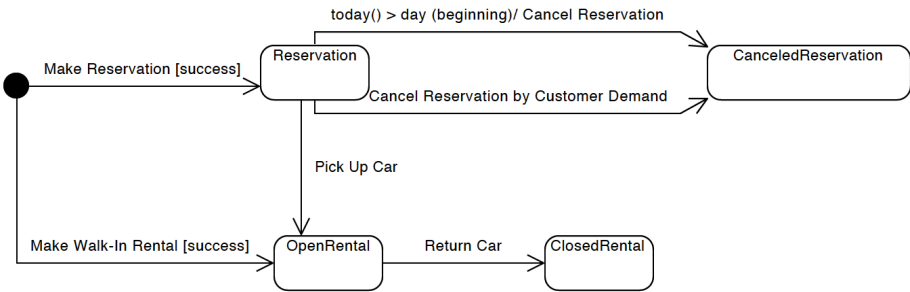 today() > day (beginning)/ Cancel Reservation
Reservation
CanceledReservation
Make Reservation [success]
Cancel Reservation by Customer Demand
Pick Up Car
Make Walk-In Rental [success]
OpenRental
Return Car
ClosedRental